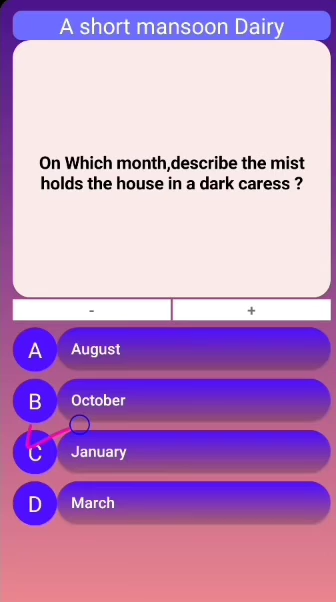 A short mansoon Dairy
On Which month,describe the mist
holds the house in a dark caress ?
- +
A August
B October
C January
D March